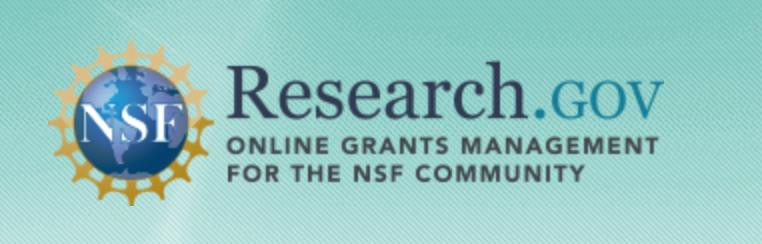 NSF
Research.GOV
ONLINE GRANTS MANAGEMENT
FOR THE NSF COMMUNITY